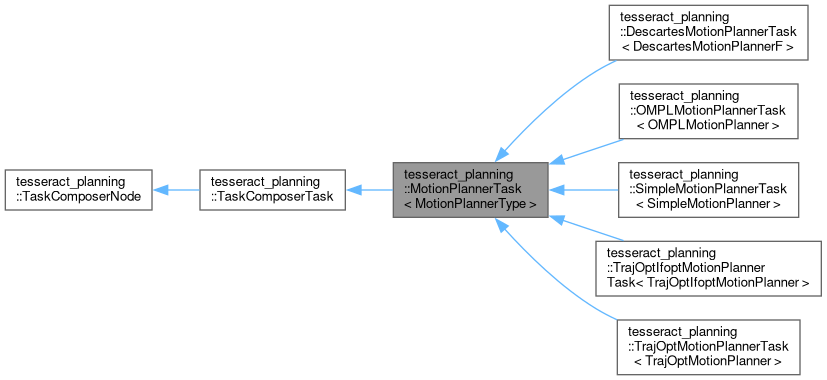 tesseract_planning
::TaskComposerNode
tesseract_planning
::TaskComposerTask
tesseract_planning
::MotionPlannerTask
< MotionPlannerType >
tesseract_planning
::DescartesMotionPlannerTask
< DescartesMotionPlannerF >
tesseract_planning
::OMPLMotionPlannerTask
< OMPLMotionPlanner >
tesseract_planning
::SimpleMotionPlannerTask
< SimpleMotionPlanner >
tesseract_planning
::TrajOptIfoptMotionPlanner
Task< TrajOptIfoptMotionPlanner >
tesseract_planning
::TrajOptMotionPlannerTask
< TrajOptMotionPlanner >